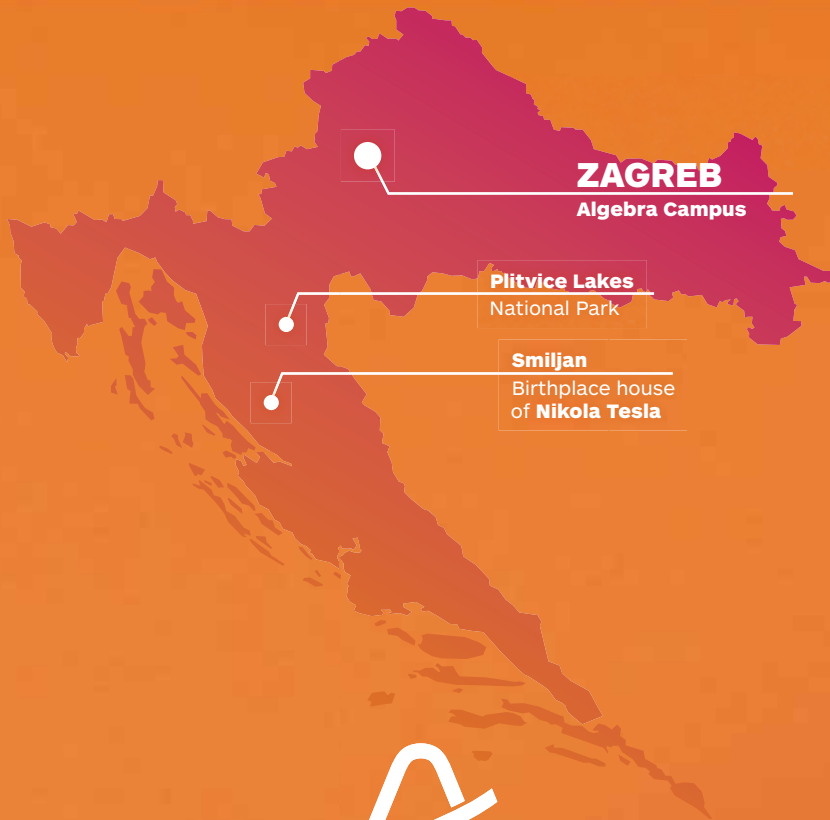 ZAGREB
Algebra Campus
Plitvice Lakes
National Park
Smiljan
Birthplace house
of Nikola Tesla